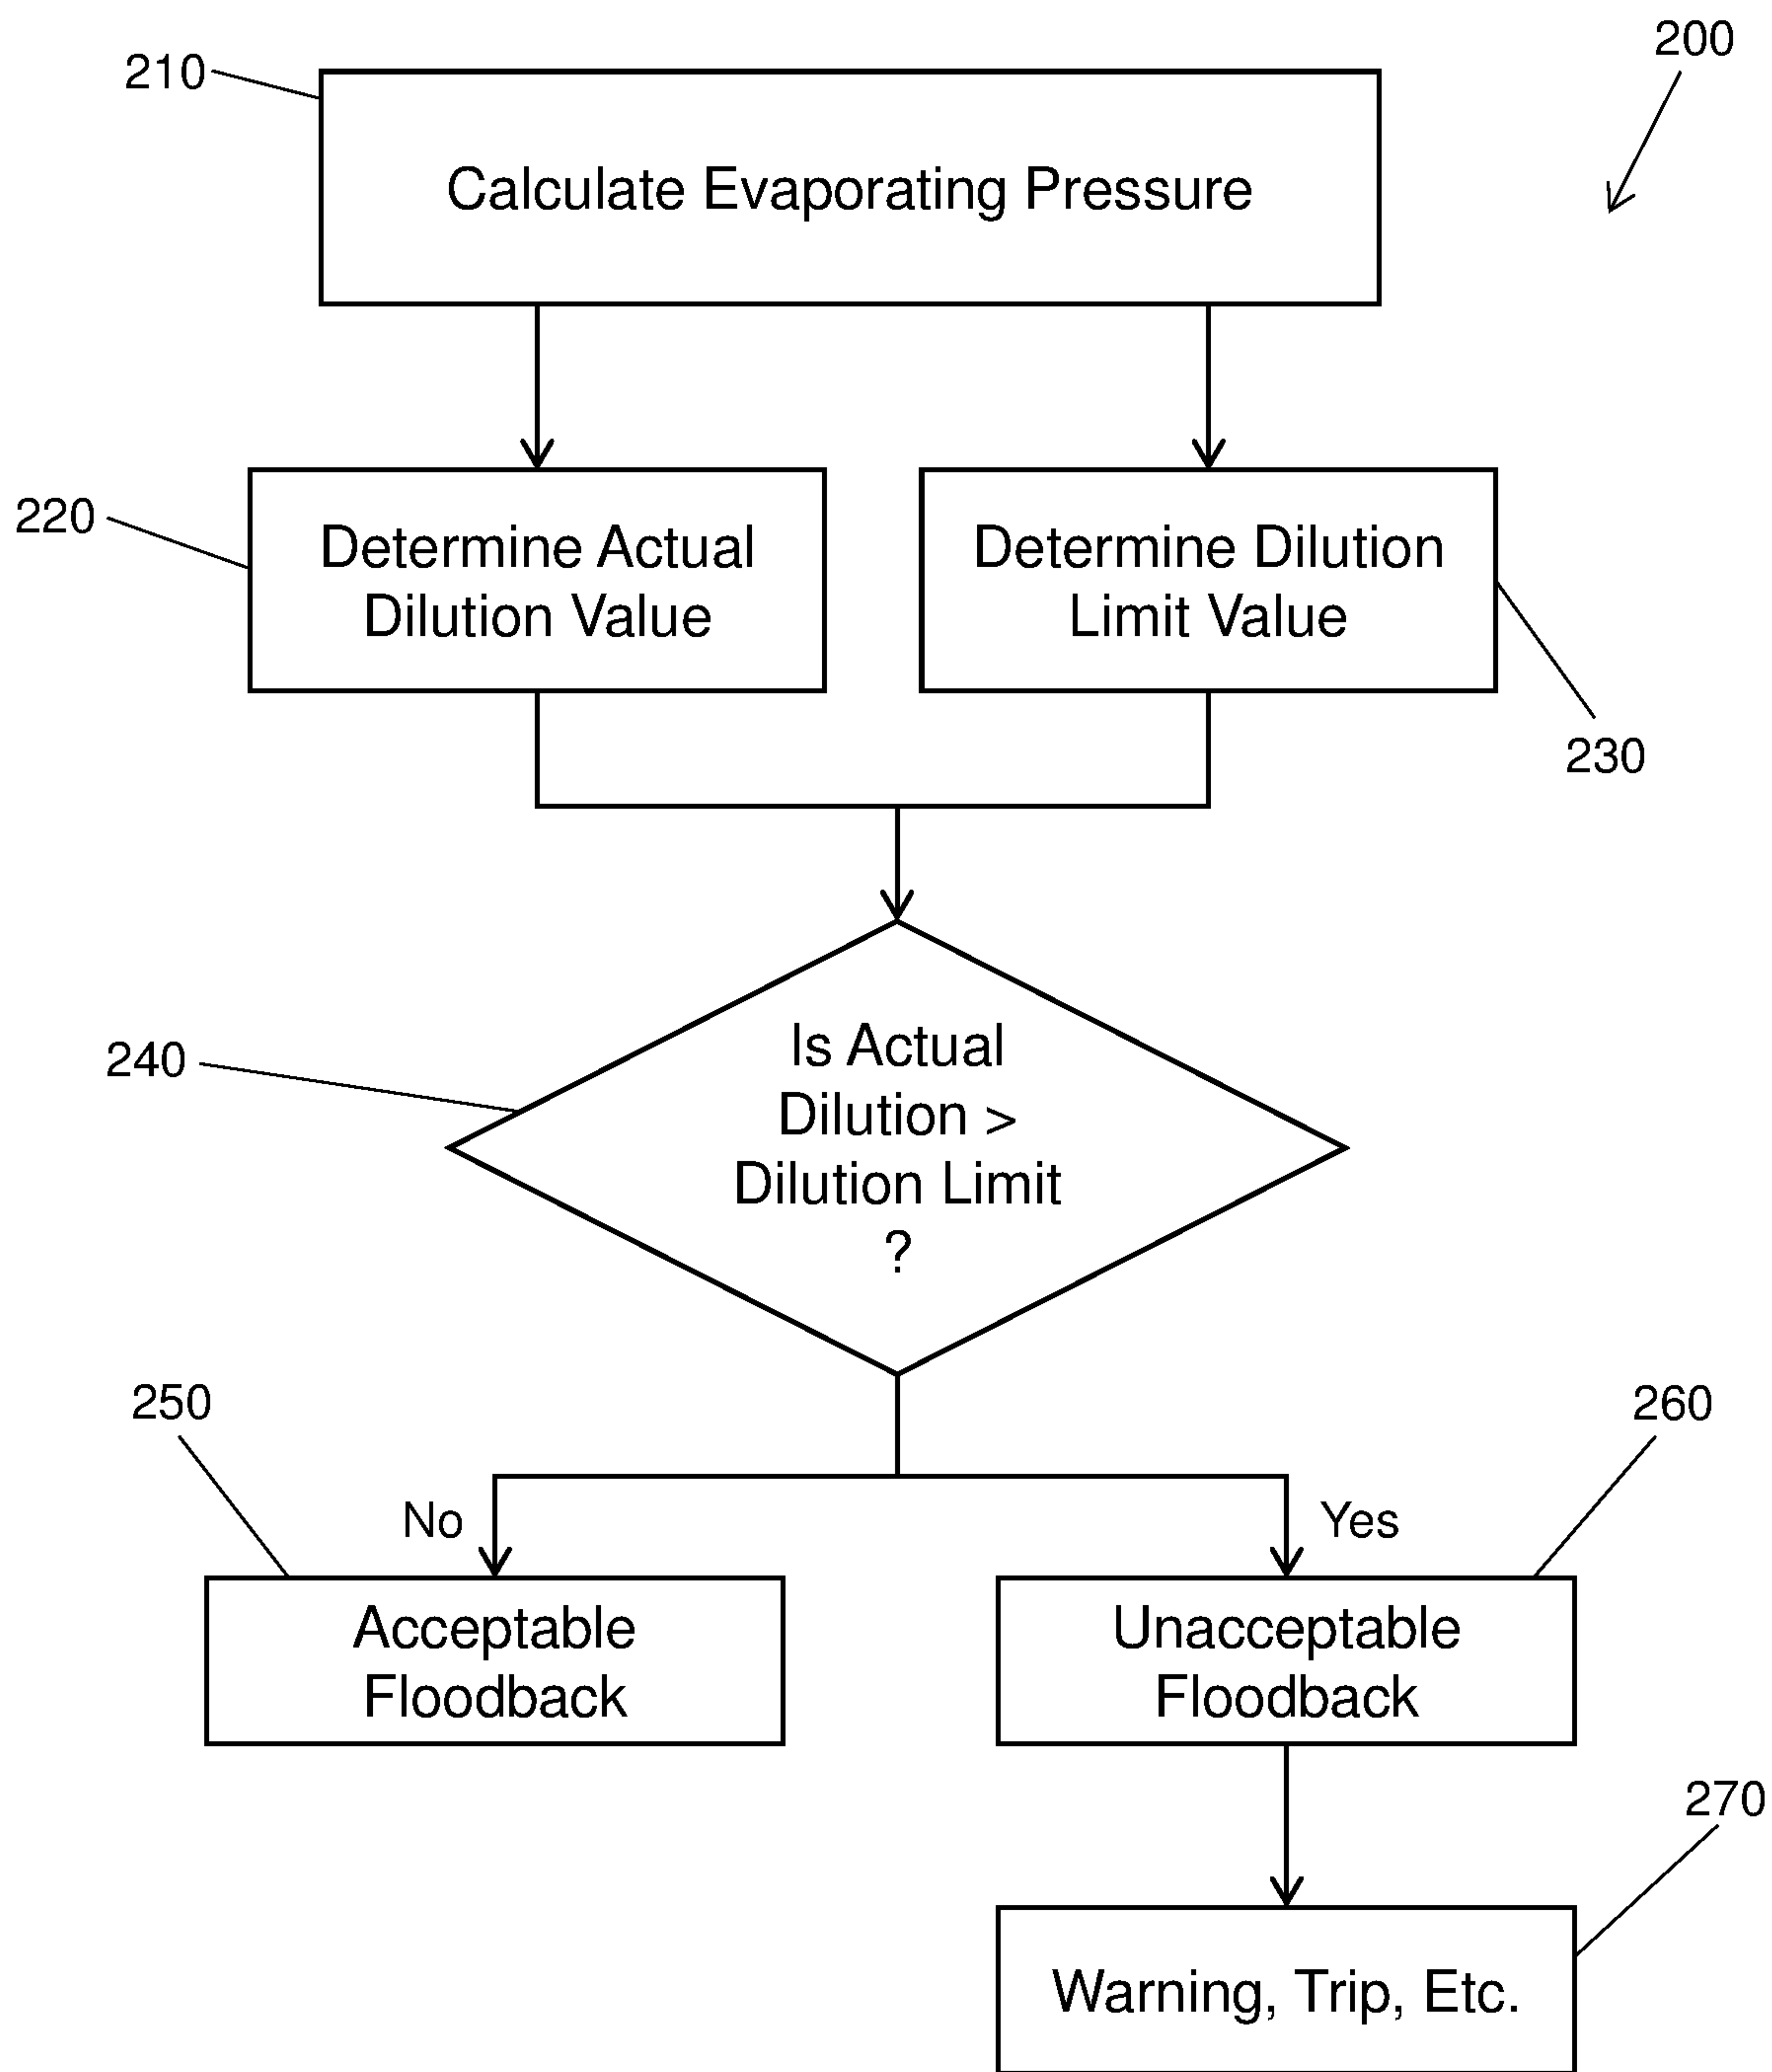 200
210
Calculate Evaporating Pressure
220
Determine Actual
Dilution Value
Determine Dilution
Limit Value
230
240
Is Actual
Dilution >
Dilution Limit
?
250
260
No
Yes
Acceptable
Floodback
Unacceptable
Floodback
270
Warning, Trip, Etc.